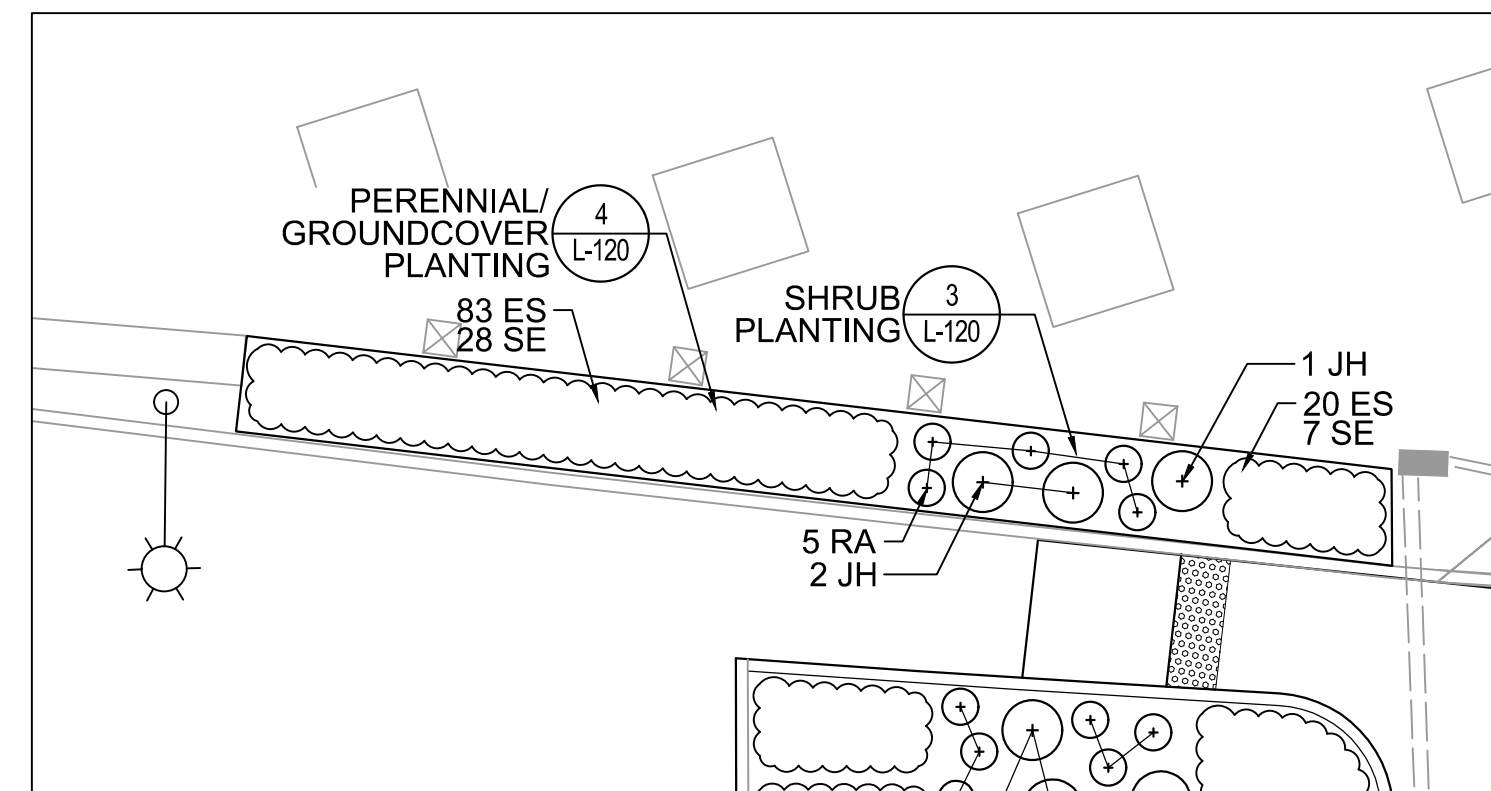 PERENNIAL/
GROUNDCOVER
PLANTING
4
L-120
83 ES
28 SE
SHRUB
PLANTING
3
L-120
1 JH
20 ES
7 SE
5 RA
2 JH